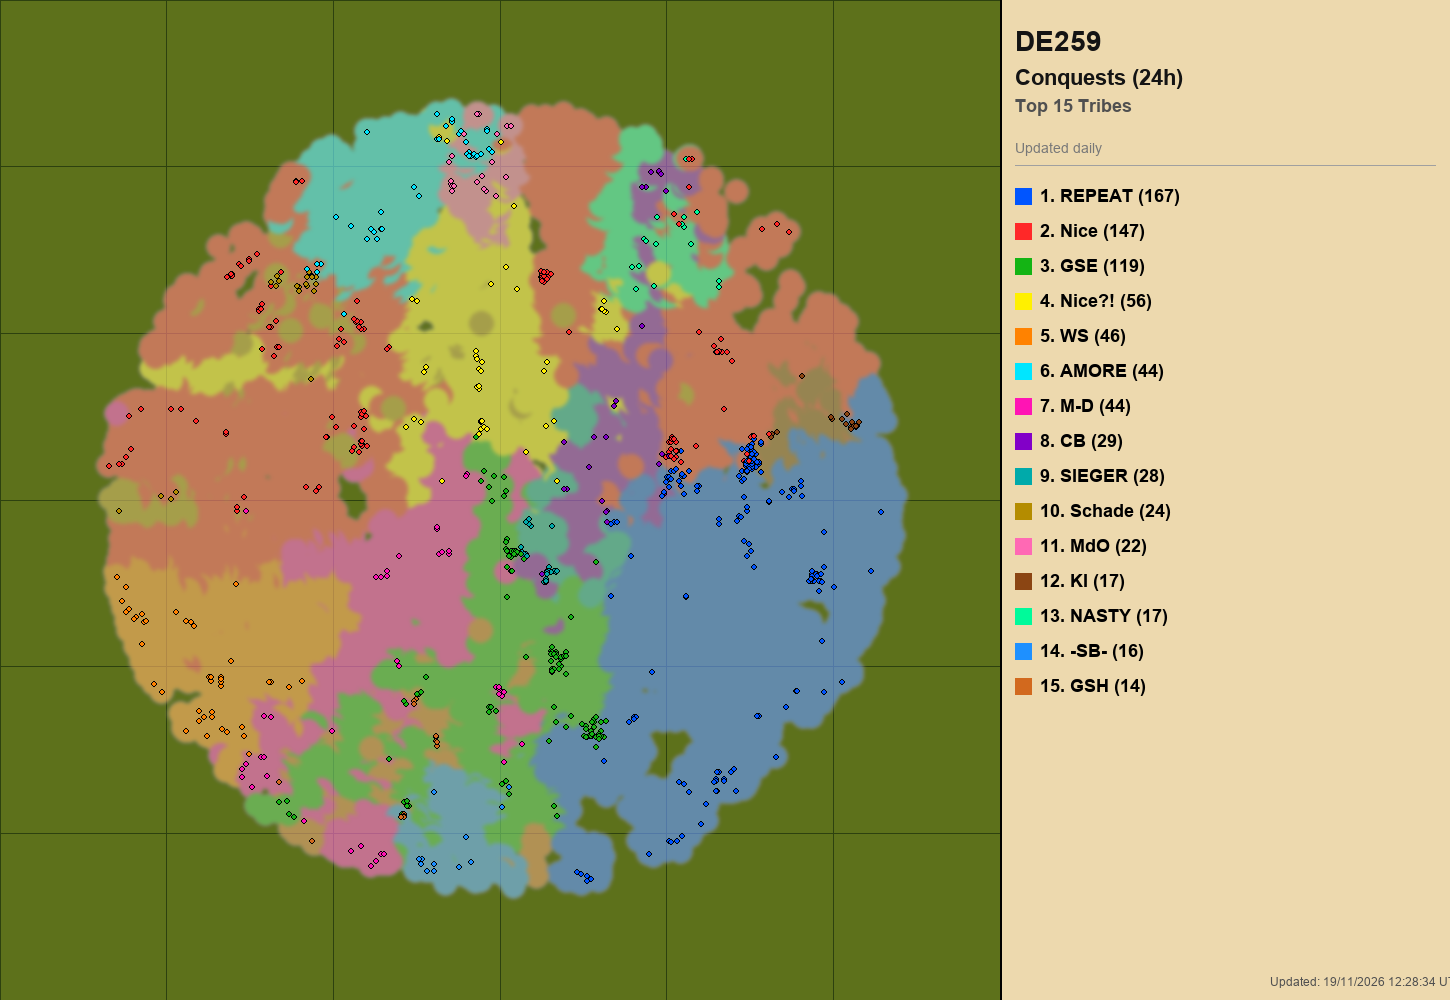 DE259
Conquests (24h)
Top 15 Tribes
Updated daily
1. REPEAT (167)
2. Nice (147)
3. GSE (119)
4. Nice?! (56)
5. WS (46)
6. AMORE (44)
7. M-D (44)
8. CB (29)
9. SIEGER (28)
10. Schade (24)
11. MdO (22)
12. KI (17)
13. NASTY (17)
14. -SB- (16)
15. GSH (14)
Updated: 19/11/2026 12:28:34 U